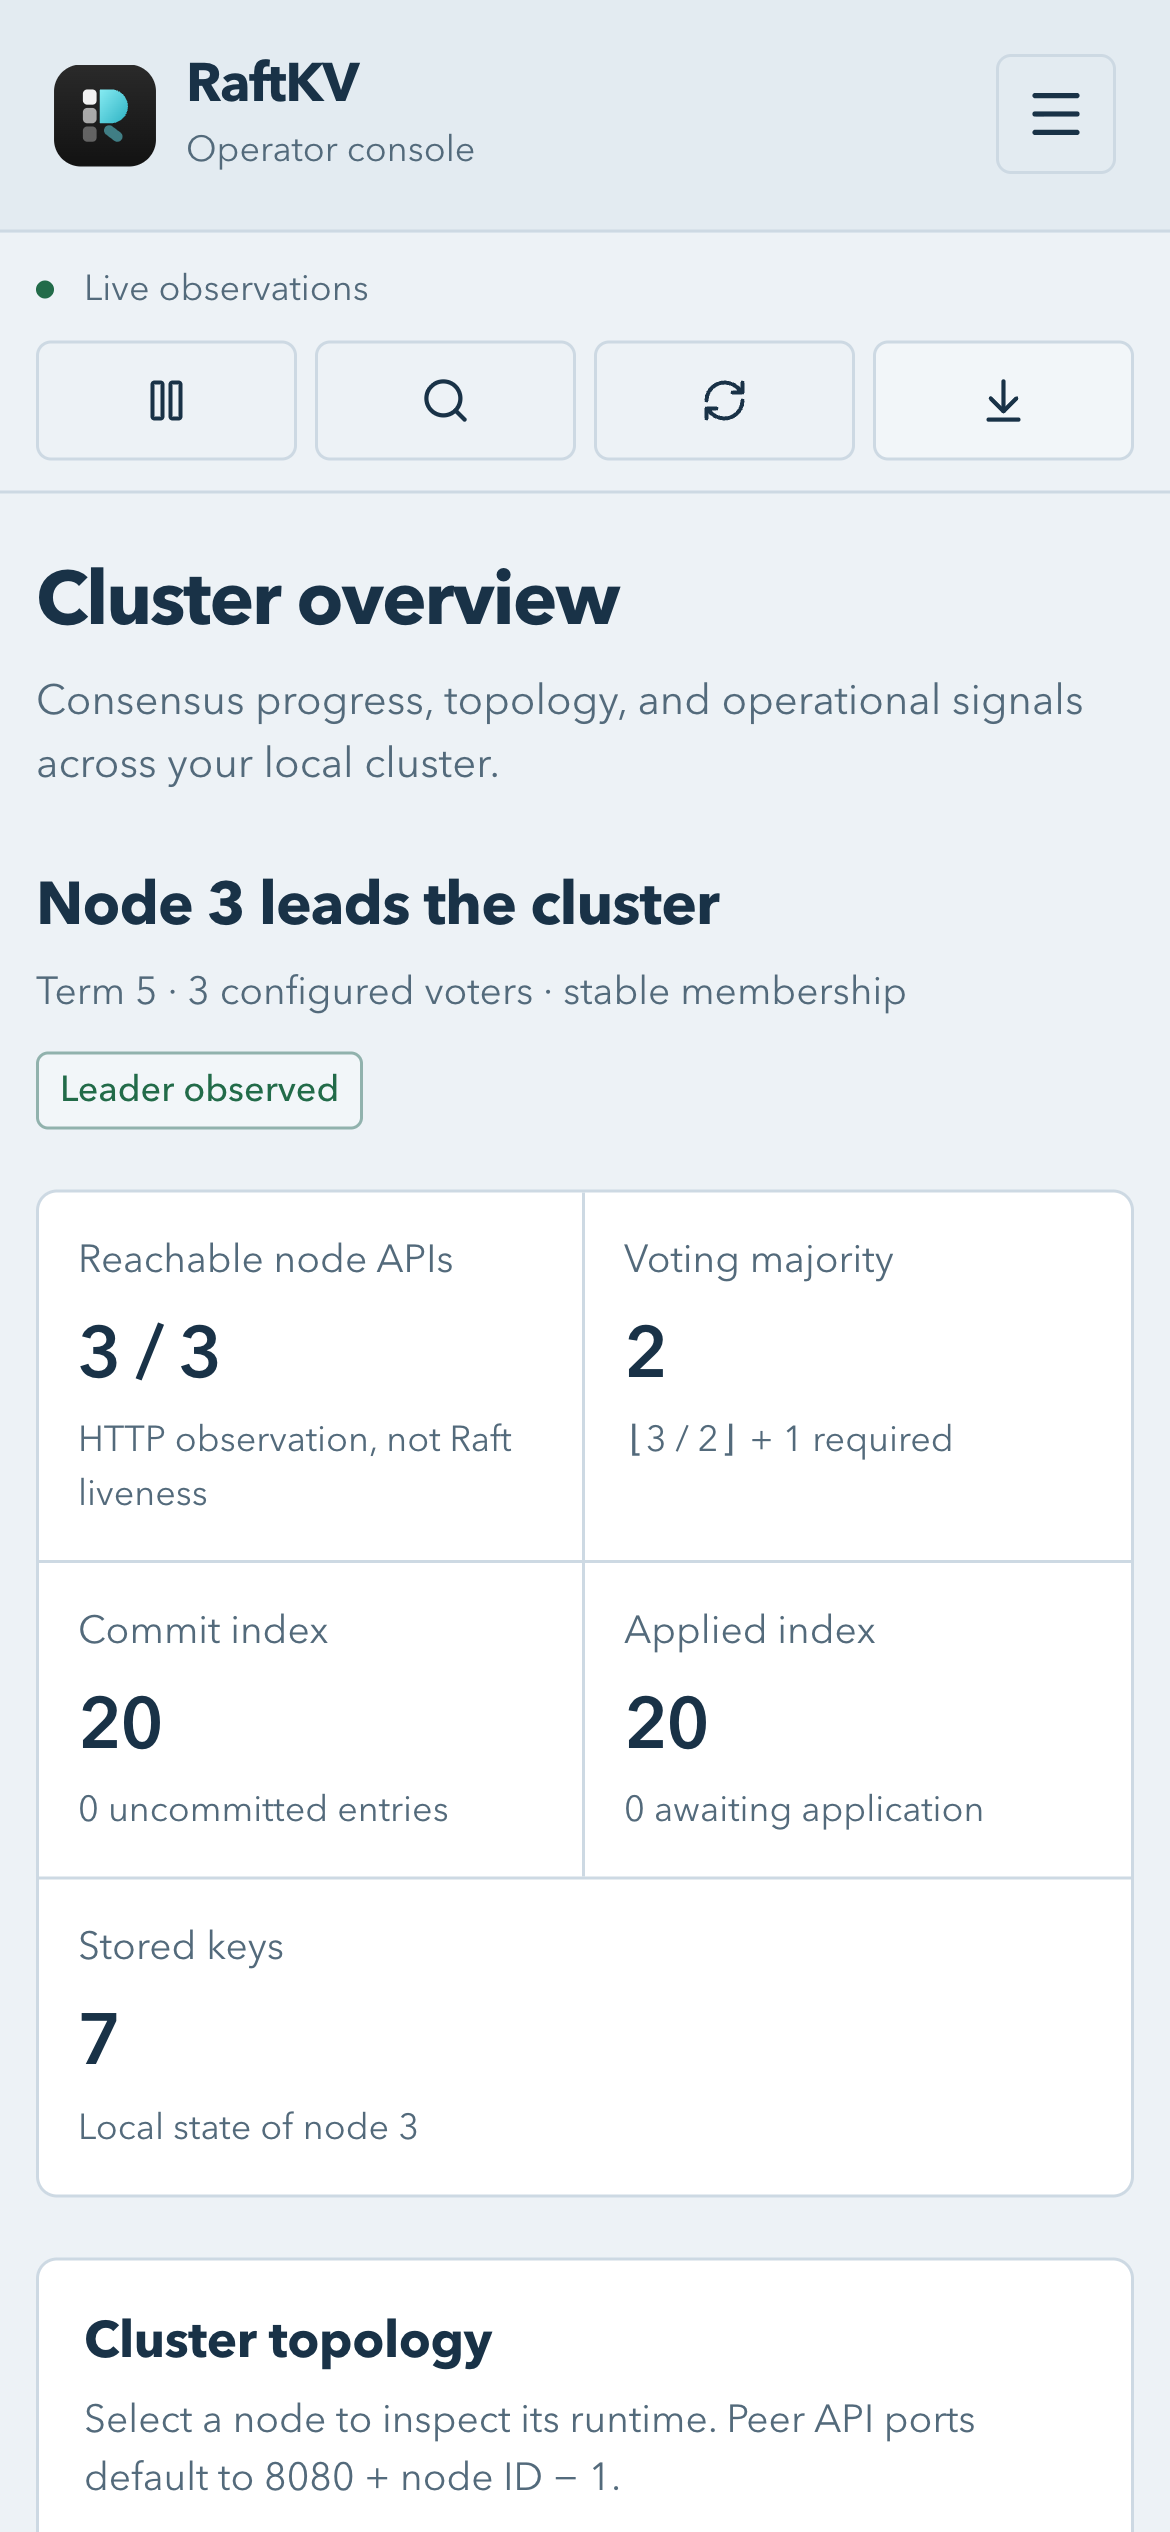 RaftKV
Operator console
Live observations
Cluster overview
Consensus progress, topology, and operational signals
across your local cluster.
Node 3 leads the cluster
Term 5 · 3 configured voters · stable membership
Leader observed
Reachable node APIs
3 / 3
HTTP observation, not Raft
liveness
Voting majority
2
⌊3 / 2⌋ + 1 required
Commit index
20
0 uncommitted entries
Applied index
20
0 awaiting application
Stored keys
7
Local state of node 3
Cluster topology
Select a node to inspect its runtime. Peer API ports
default to 8080 + node ID − 1.